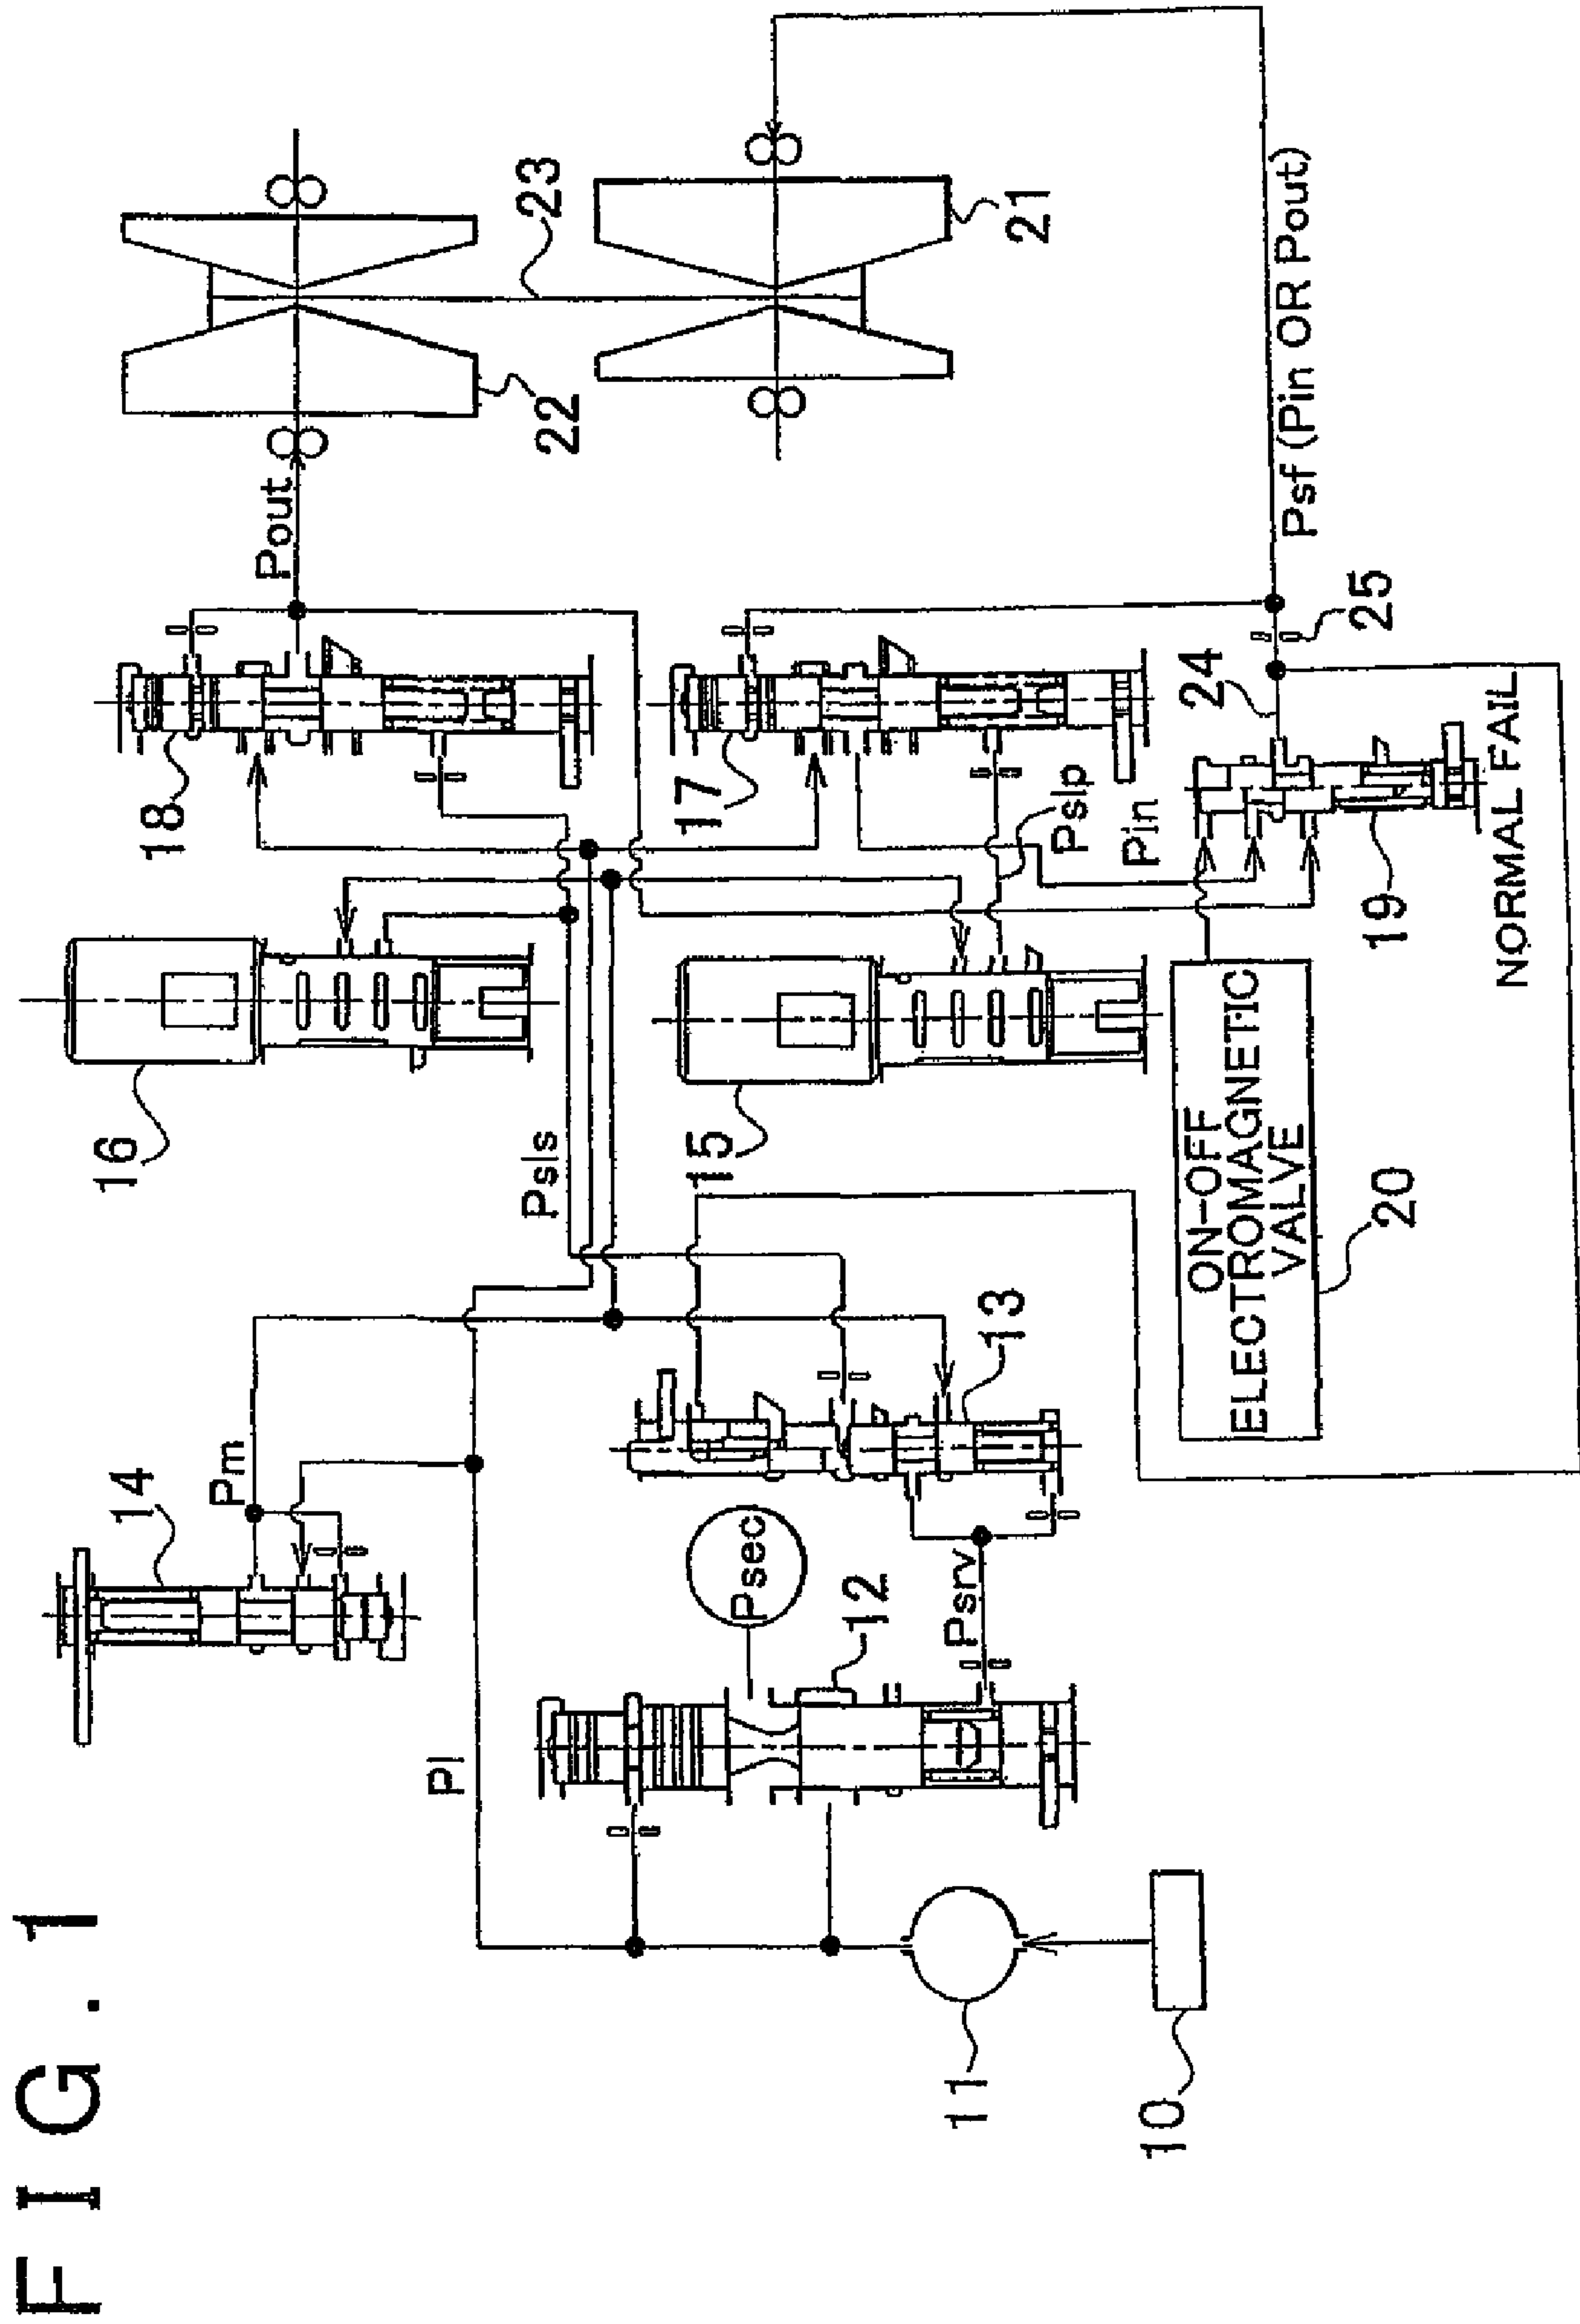 FIG. 1
14
Pm
Pl
16
Psls
18
Pout
22
23
21
Psec
12
Psrv
13
15
17
Pslp
Pin
11
10
ON-OFF
ELECTROMAGNETIC
VALVE
20
19
24
25
Psf (Pin OR Pout)
NORMAL FAIL